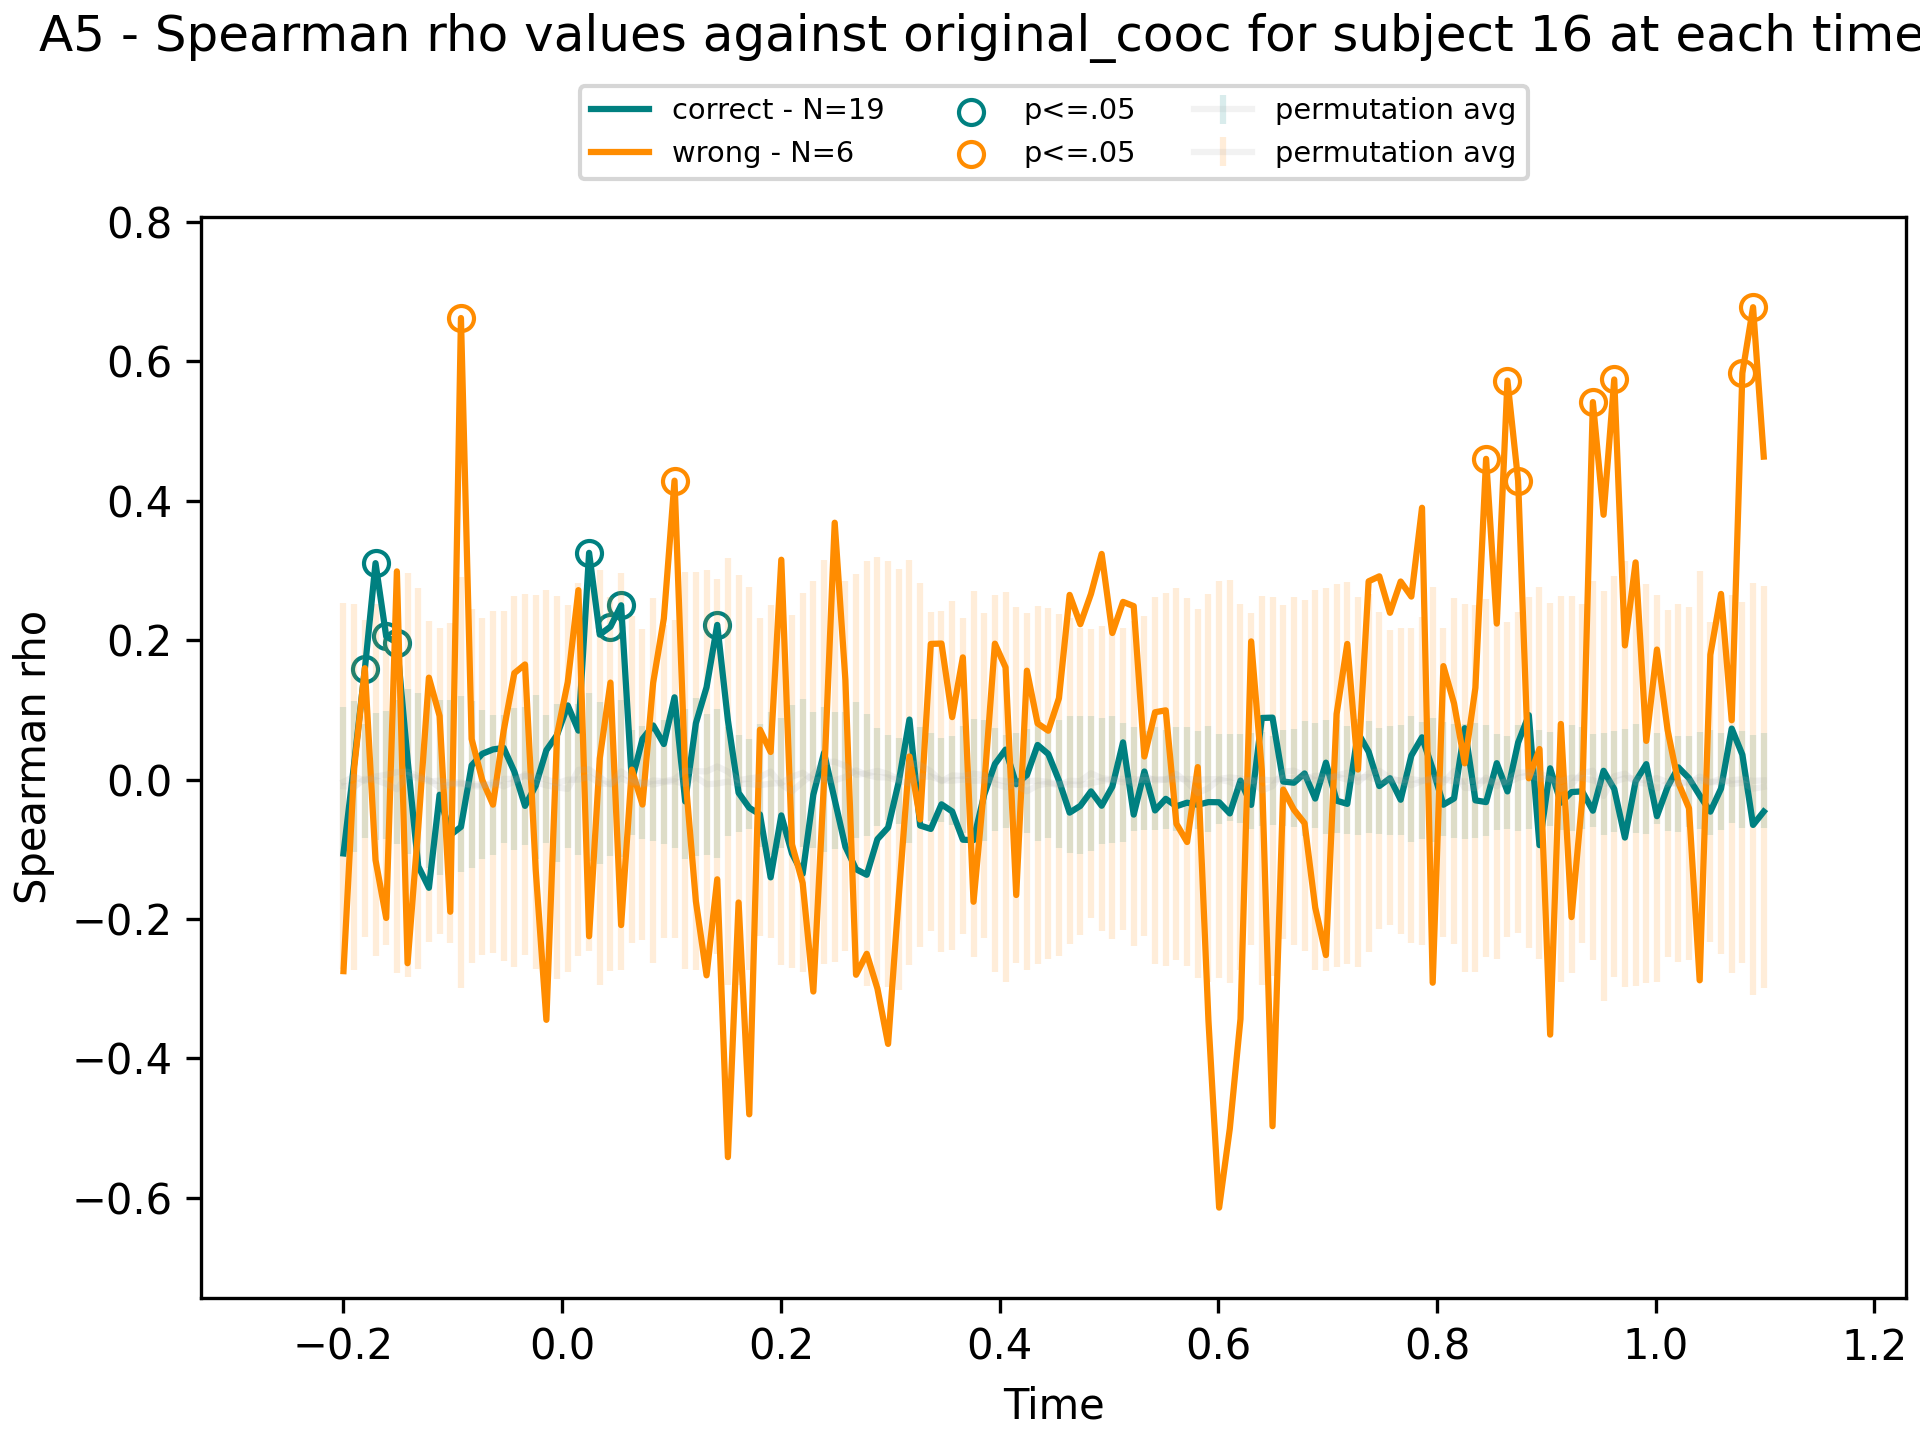 A5 - Spearman rho values against original_cooc for subject 16 at each time
correct - N=19
wrong - N=6
p<=.05
p<=.05
permutation avg
permutation avg
Spearman rho
0.8
0.6
0.4
0.2
0.0
−0.2
−0.4
−0.6
−0.2
0.0
0.2
0.4
0.6
0.8
1.0
1.2
Time